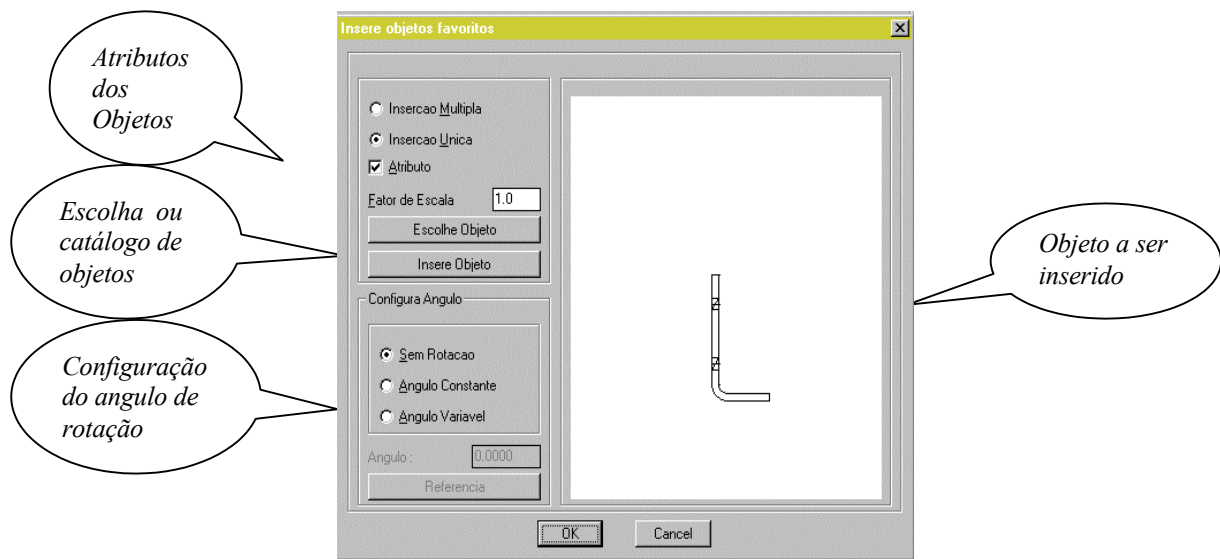 Insere objetos favoritos
Atributos
dos
Objetos
Escolha ou
catálogo de
objetos
Configuração
do angulo de
rotação
Insercao Multipla
Insercao Unica
Atributo
Fator de Escala 1.0
Escolhe Objeto
Insere Objeto
Configura Angulo
Sem Rotacao
Angulo Constante
Angulo Variavel
Angulo : 0.0000
Referencia
OK Cancel
Objeto a ser
inserido